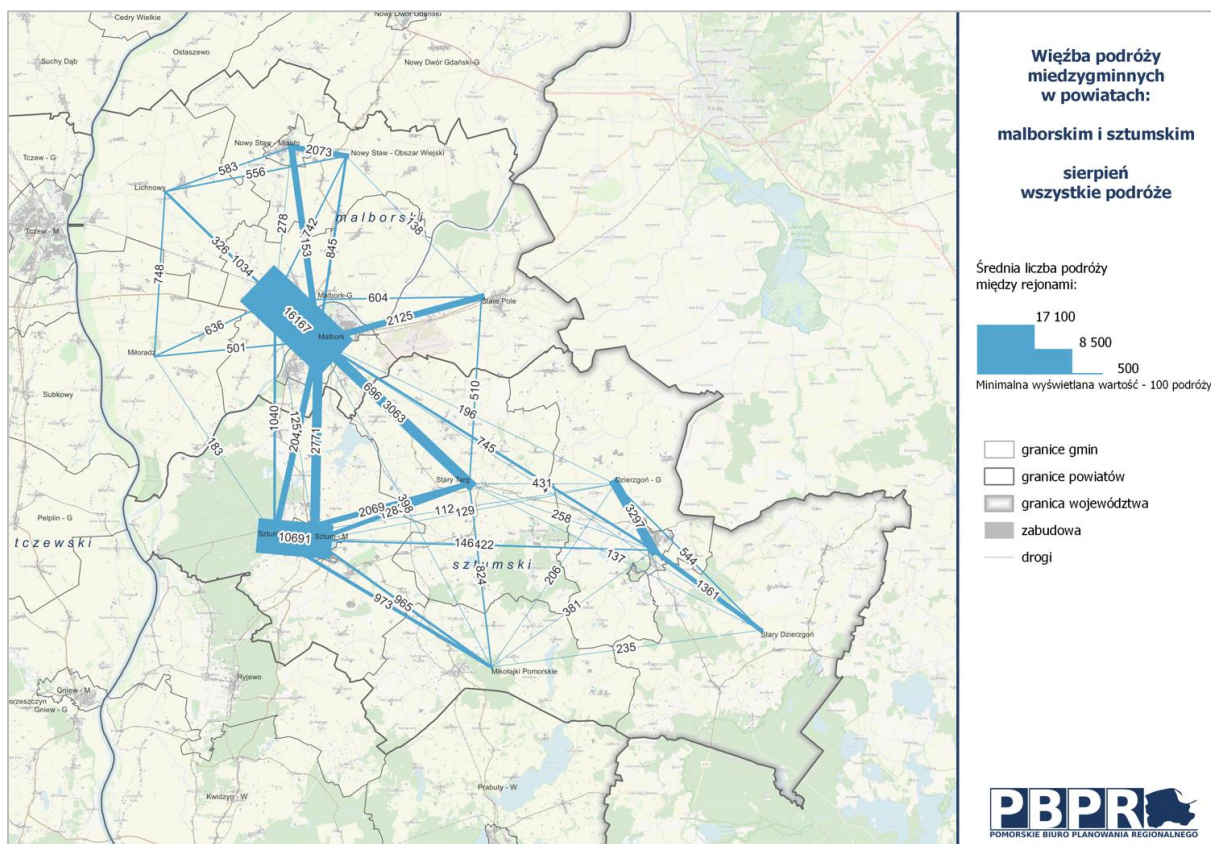 Cedry Wielkie
Nowy Dwór Gdański
Ostaszewo
Suchy Dąb
Nowy Dwór Gdański-G
Nowy Staw - Miasto
2073
Nowy Staw - Obszar Wiejski
Tczew - G
583
556
Lichnowy
malborski
278
742
738
Tczew - M
845
326
1034
748
Malbork-G
604
Stare Pole
16167
2125
Malbork
636
Miłoradz
501
510
Subkowy
696
3063
196
1040
204
2771
745
183
Stary Targ
431
Dzierzgoń - G
2069
398
Pelplin - G
112
129
258
3297
tczewski
10691
Sztum - M
146
422
137
544
sztumski
824
206
1361
965
973
381
Stary Dzierzgoń
235
Mikołajki Pomorskie
Ryjewo
Gniew - M
Gniew - G
Prabuty - W
Kwidzyn - W
Więźba podróży
miedzygminnych
w powiatach:
malborskim i sztumskim
sierpień
wszystkie podróże
Średnia liczba podróży
między rejonami:
17 100
8 500
500
Minimalna wyświetlana wartość - 100 podróży
granice gmin
granice powiatów
granica województwa
zabudowa
drogi
PBPR
POMORSKIE BIURO PLANOWANIA REGIONALNEGO